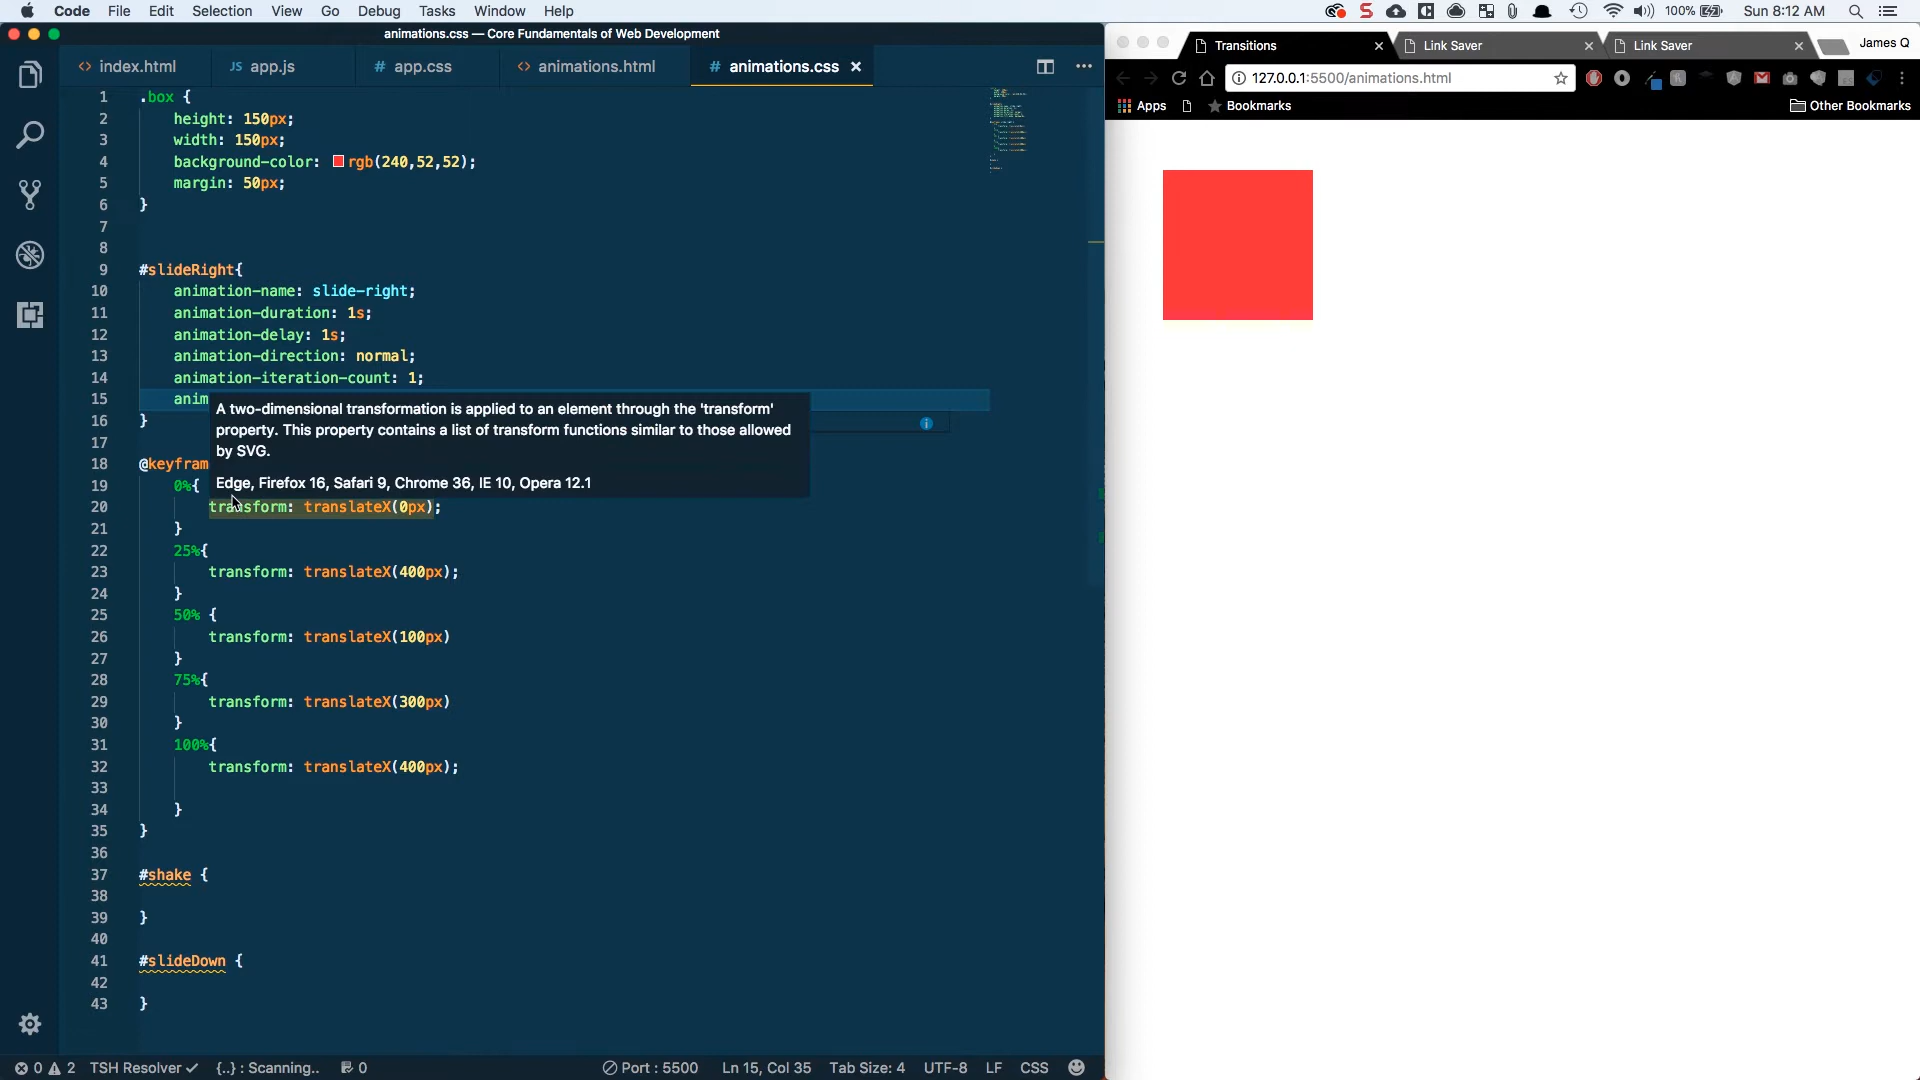 Code File Edit Selection View Go Debug Tasks Window Help
100% Sun 8:12 AM
animations.css — Core Fundamentals of Web Development
index.html
JS app.js
# app.css
animations.html
# animations.css ×
1 .box {
2 height: 150px;
3 width: 150px;
4 background-color: rgb(240,52,52);
5 margin: 50px;
6 }
7
8
9 #slideRight{
10 animation-name: slide-right;
11 animation-duration: 1s;
12 animation-delay: 1s;
13 animation-direction: normal;
14 animation-iteration-count: 1;
15 anim
16 }
17
18 @keyfram
19 0%{
20 transform: translateX(0px);
21 }
22 25%{
23 transform: translateX(400px);
24 }
25 50% {
26 transform: translateX(100px)
27 }
28 75%{
29 transform: translateX(300px)
30 }
31 100%{
32 transform: translateX(400px);
33
34 }
35 }
36
37 #shake {
38
39 }
40
41 #slideDown {
42
43 }
A two-dimensional transformation is applied to an element through the 'transform'
property. This property contains a list of transform functions similar to those allowed
by SVG.
Edge, Firefox 16, Safari 9, Chrome 36, IE 10, Opera 12.1
0 2 TSH Resolver ✓ {..} : Scanning.. 0
Port : 5500 Ln 15, Col 35 Tab Size: 4 UTF-8 LF CSS
Transitions
Link Saver
Link Saver
James Q
127.0.0.1:5500/animations.html
Apps
Bookmarks
Other Bookmarks